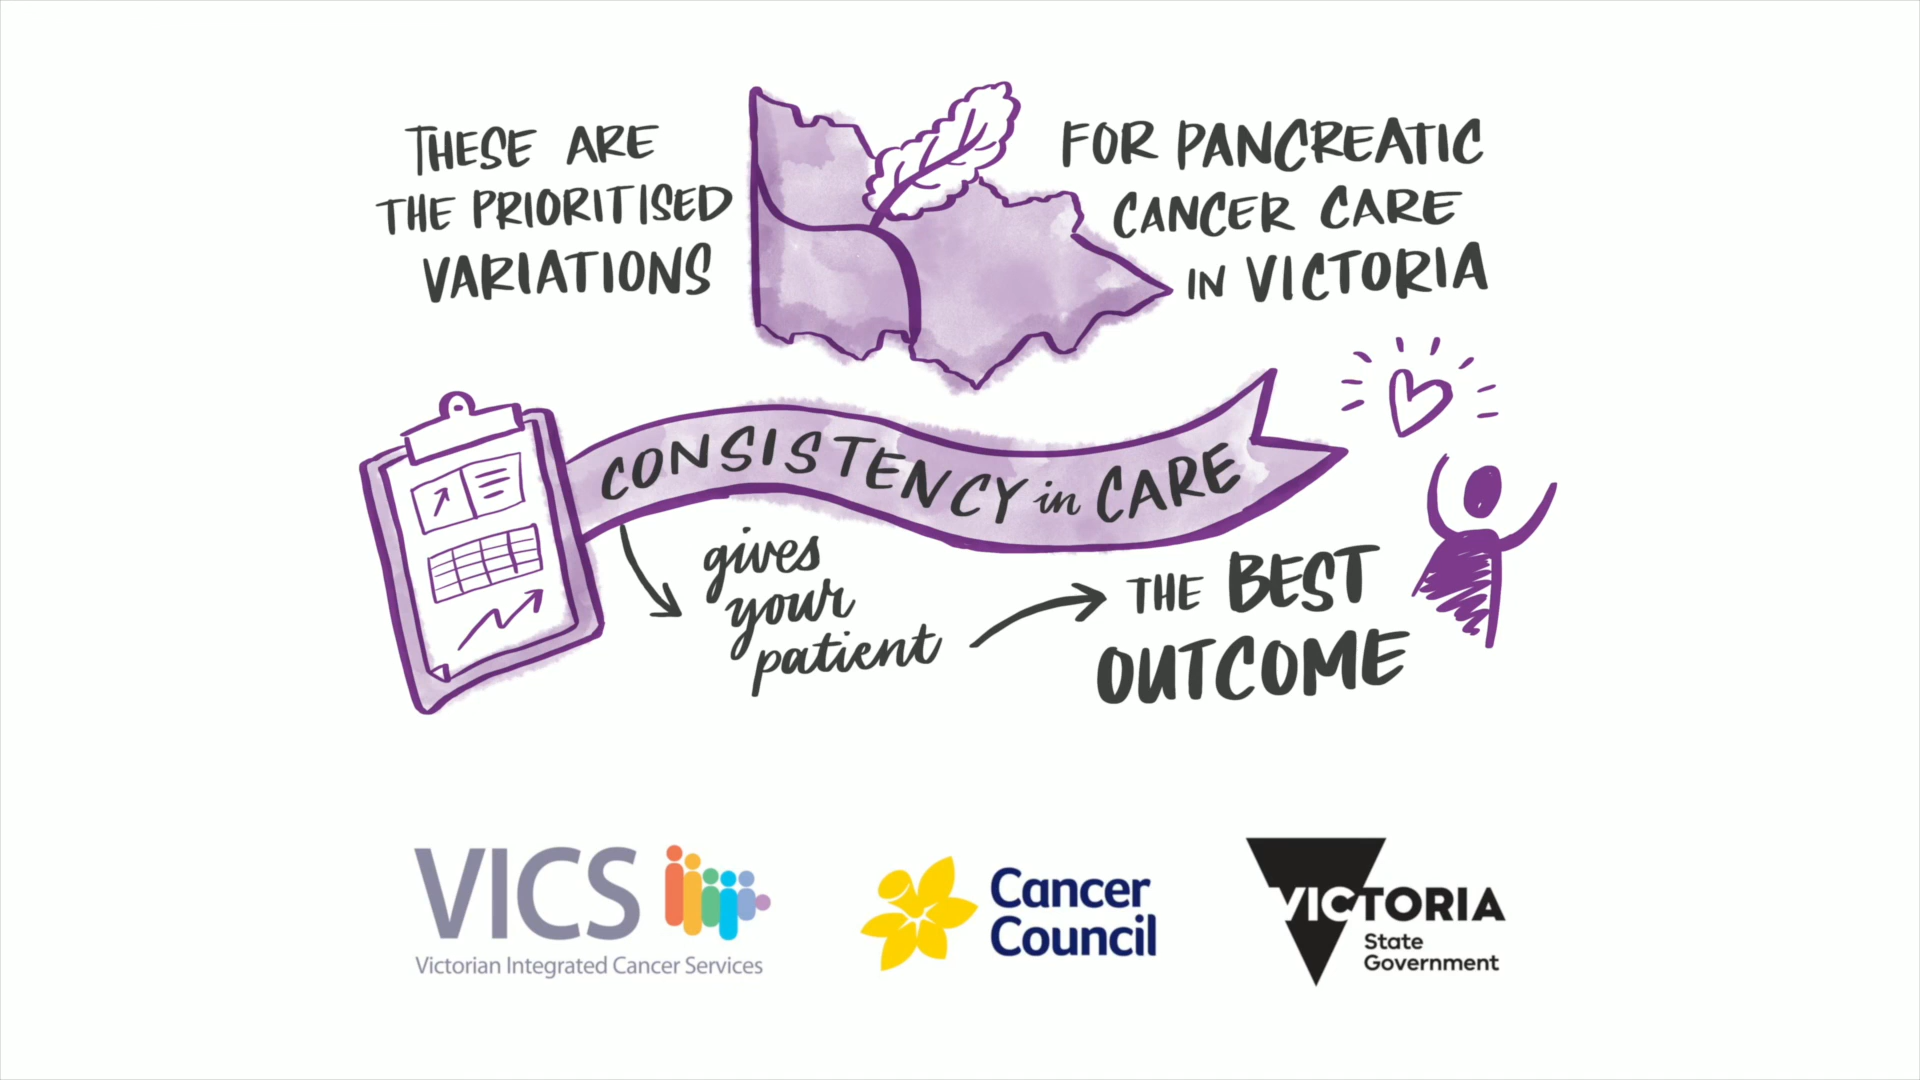 THESE ARE
THE PRIORITISED
VARIATIONS
FOR PANCREATIC
CANCER CARE
IN VICTORIA
CONSISTENCY in CARE
gives
your
patient
THE BEST
OUTCOME
VICS
Victorian Integrated Cancer Services
Cancer
Council
VICTORIA
State
Government